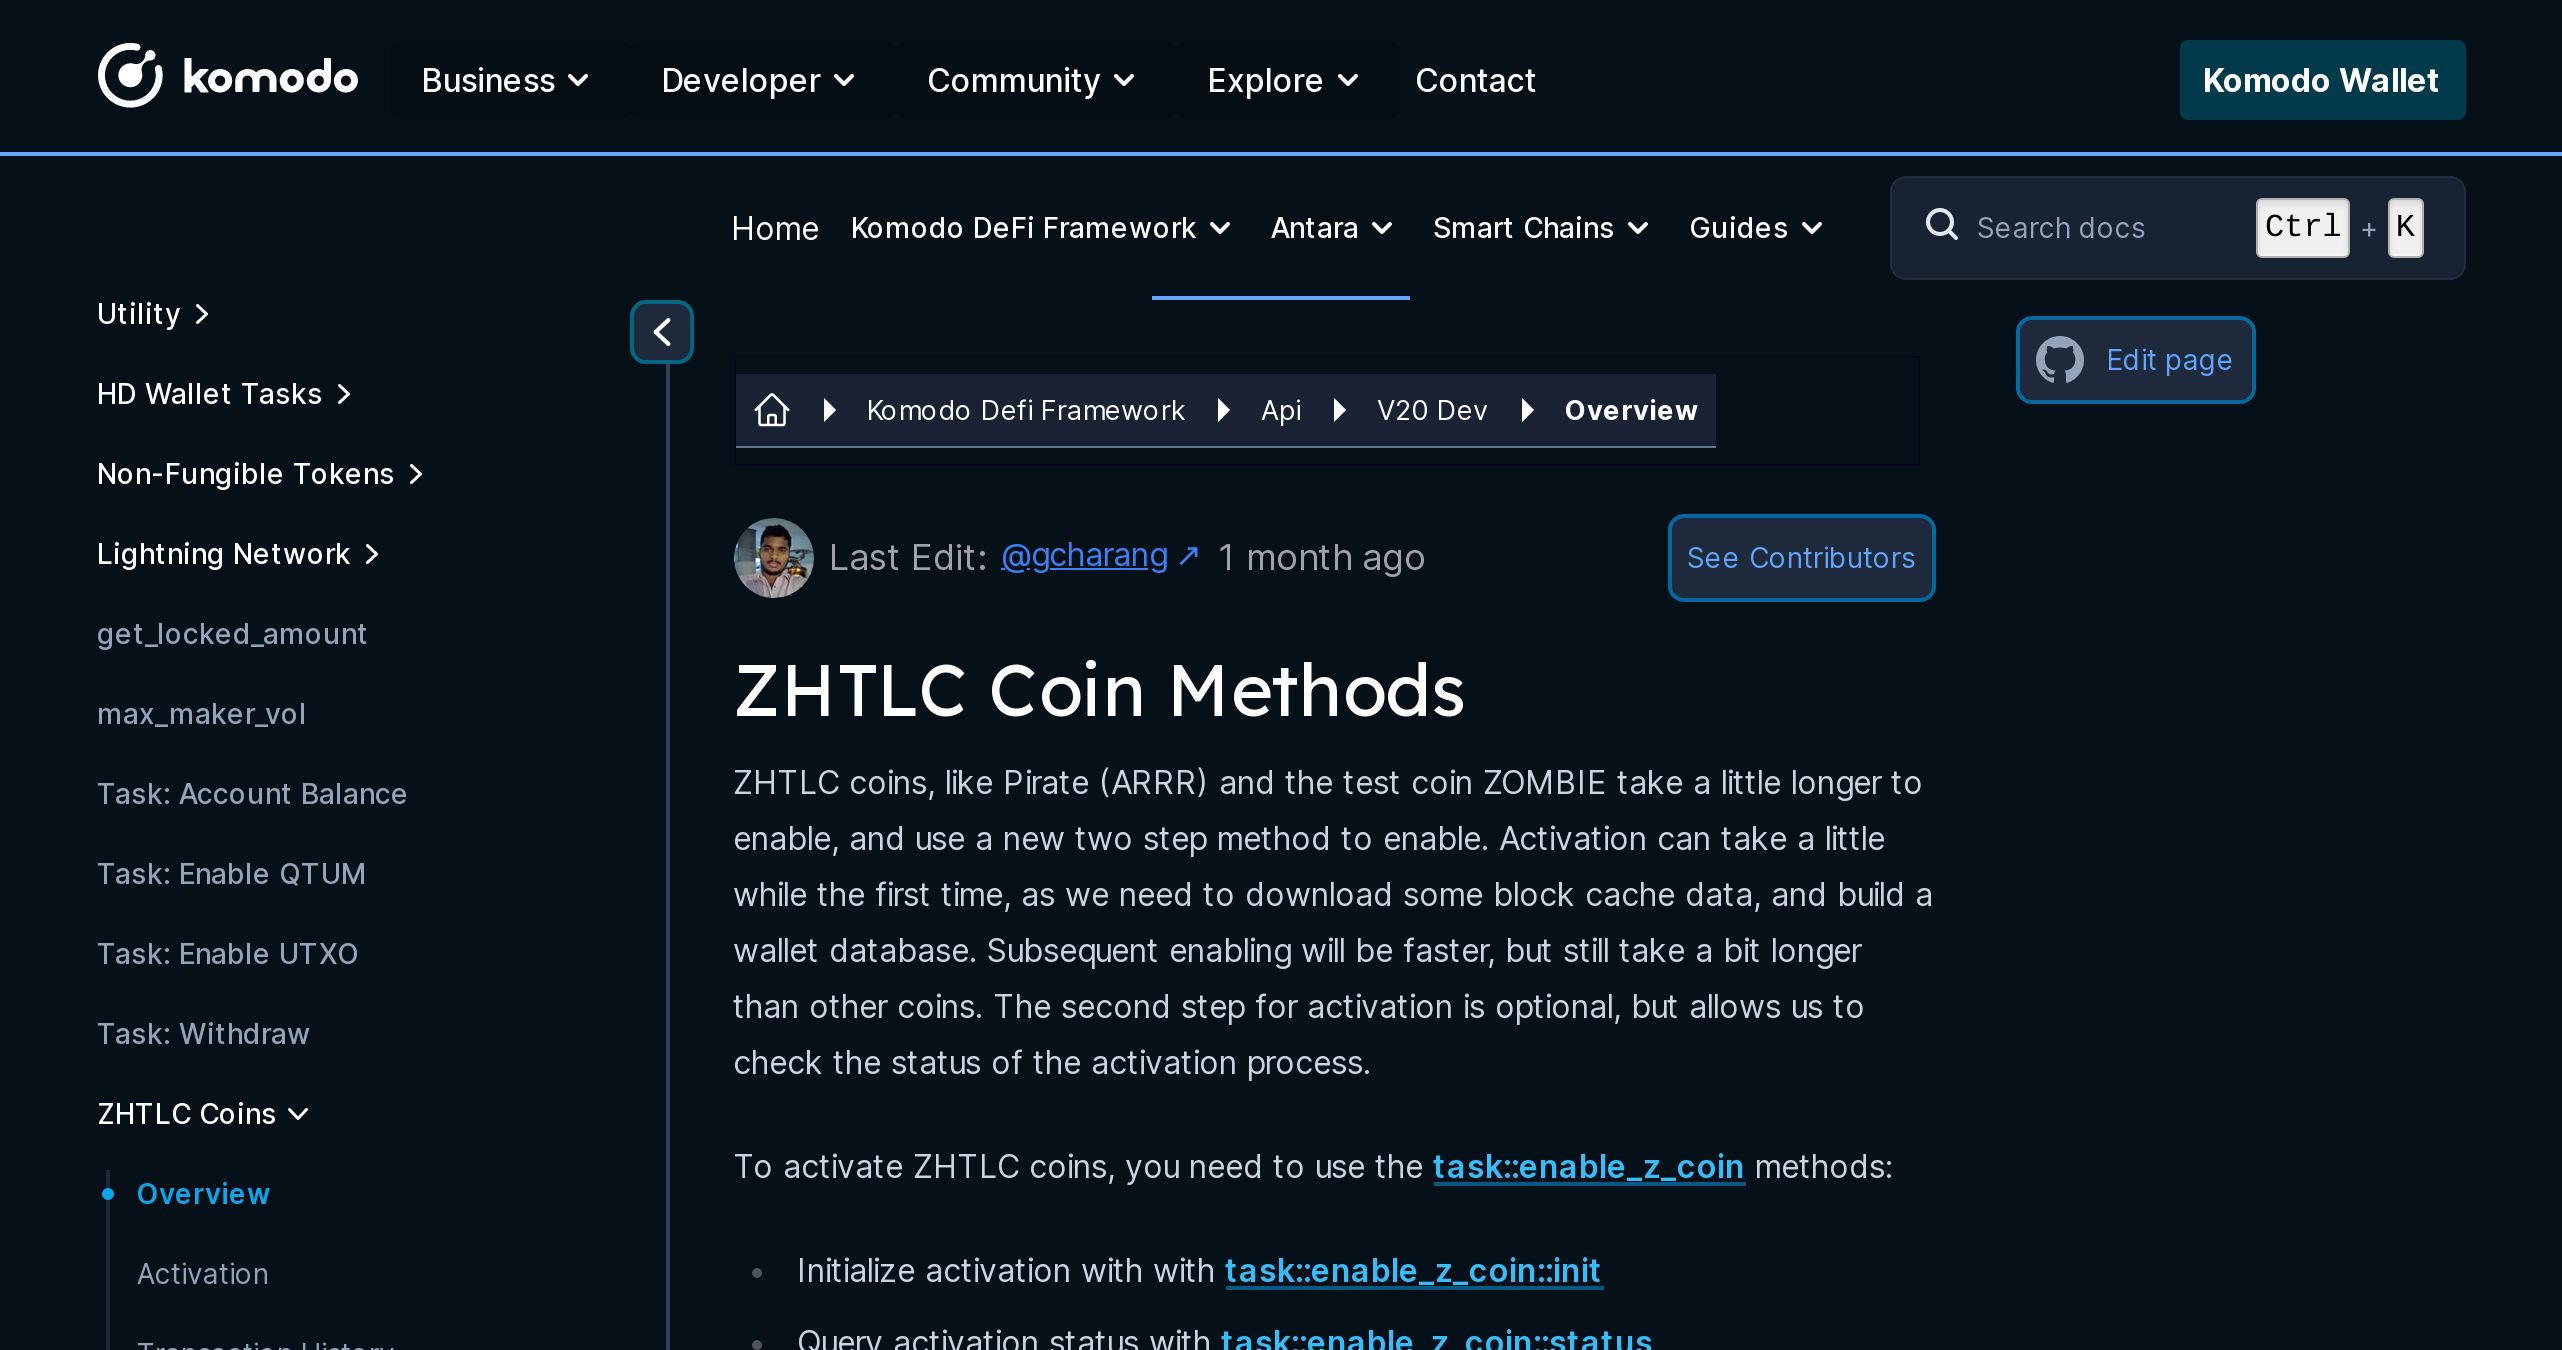 komodo
Business
Developer
Community
Explore
Contact
Komodo Wallet
Home
Komodo DeFi Framework
Antara
Smart Chains
Guides
Search docs
Ctrl + K
Utility
HD Wallet Tasks
Non-Fungible Tokens
Lightning Network
get_locked_amount
max_maker_vol
Task: Account Balance
Task: Enable QTUM
Task: Enable UTXO
Task: Withdraw
ZHTLC Coins
Overview
Activation
Transaction History
Komodo Defi Framework
Api
V20 Dev
Overview
Edit page
Last Edit: @gcharang ↗ 1 month ago
See Contributors
ZHTLC Coin Methods
ZHTLC coins, like Pirate (ARRR) and the test coin ZOMBIE take a little longer to
enable, and use a new two step method to enable. Activation can take a little
while the first time, as we need to download some block cache data, and build a
wallet database. Subsequent enabling will be faster, but still take a bit longer
than other coins. The second step for activation is optional, but allows us to
check the status of the activation process.
To activate ZHTLC coins, you need to use the task::enable_z_coin methods:
Initialize activation with with task::enable_z_coin::init
Query activation status with task::enable_z_coin::status